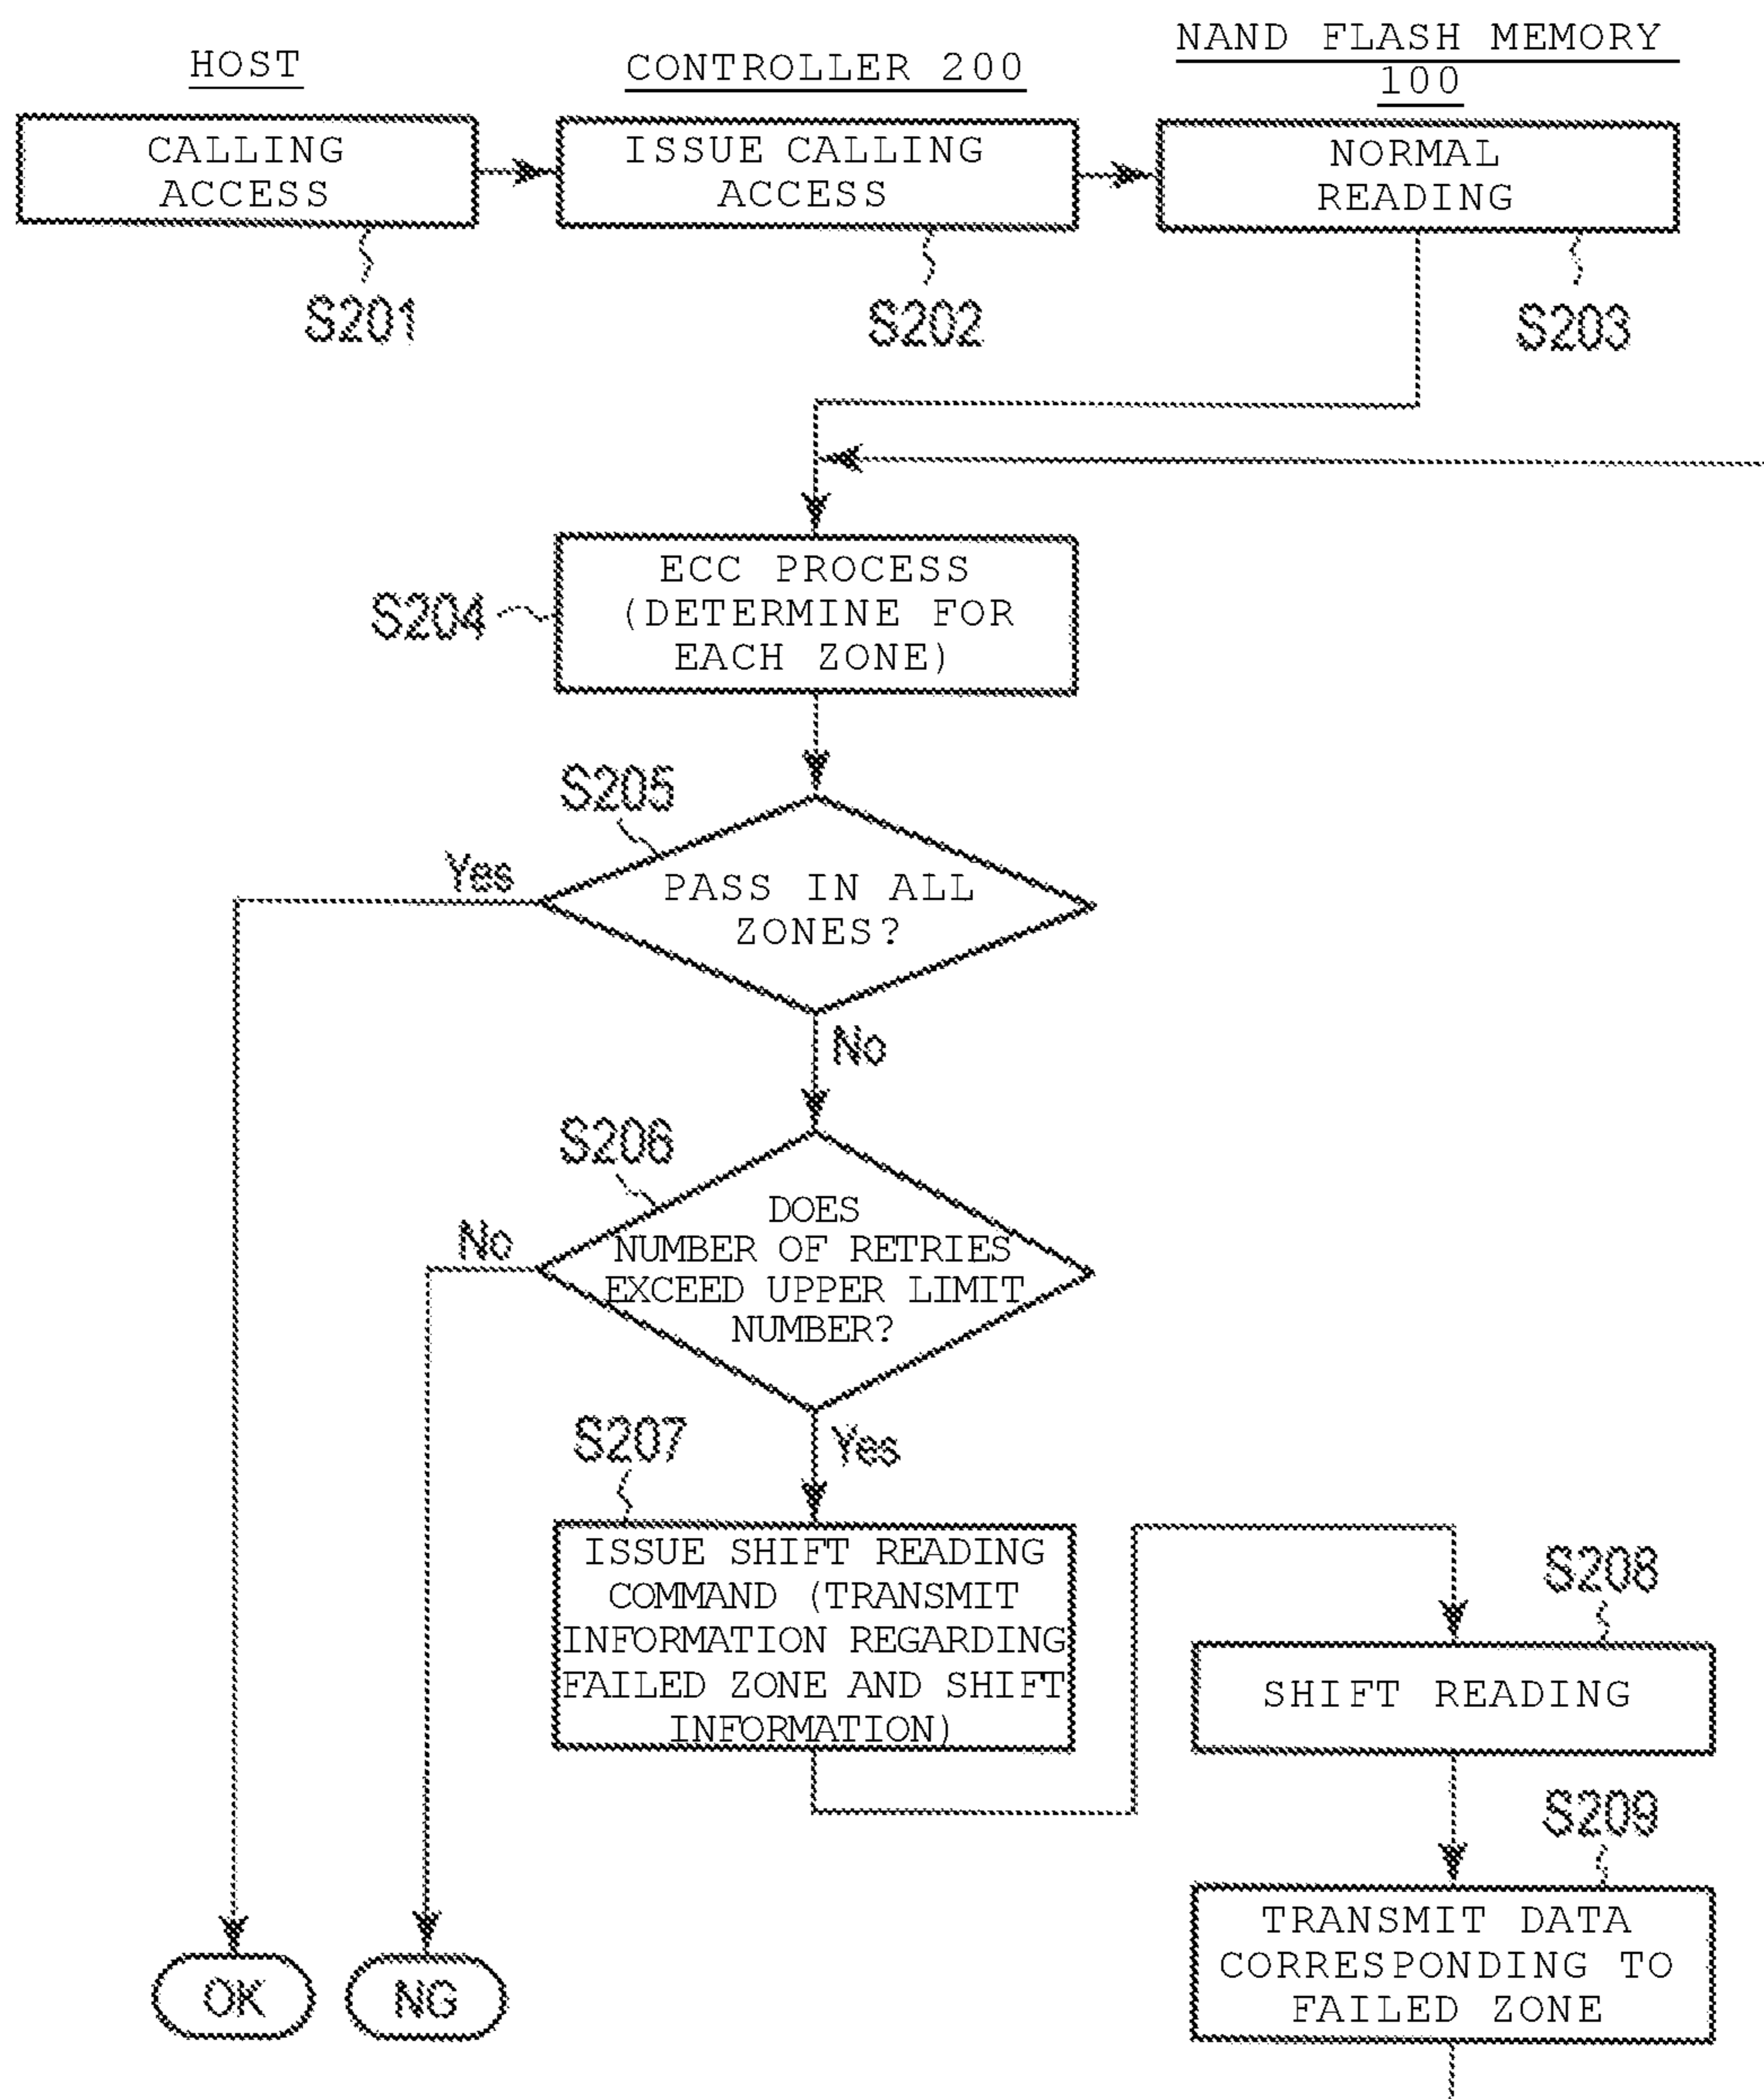 HOST
CONTROLLER 200
NAND FLASH MEMORY
100
CALLING
ACCESS
ISSUE CALLING
ACCESS
NORMAL
READING
S201
S202
S203
S204
ECC PROCESS
(DETERMINE FOR
EACH ZONE)
S205
Yes
PASS IN ALL
ZONES?
No
S206
No
DOES
NUMBER OF RETRIES
EXCEED UPPER LIMIT
NUMBER?
Yes
S207
ISSUE SHIFT READING
COMMAND (TRANSMIT
INFORMATION REGARDING
FAILED ZONE AND SHIFT
INFORMATION)
S208
SHIFT READING
S209
TRANSMIT DATA
CORRESPONDING TO
FAILED ZONE
OK
NG